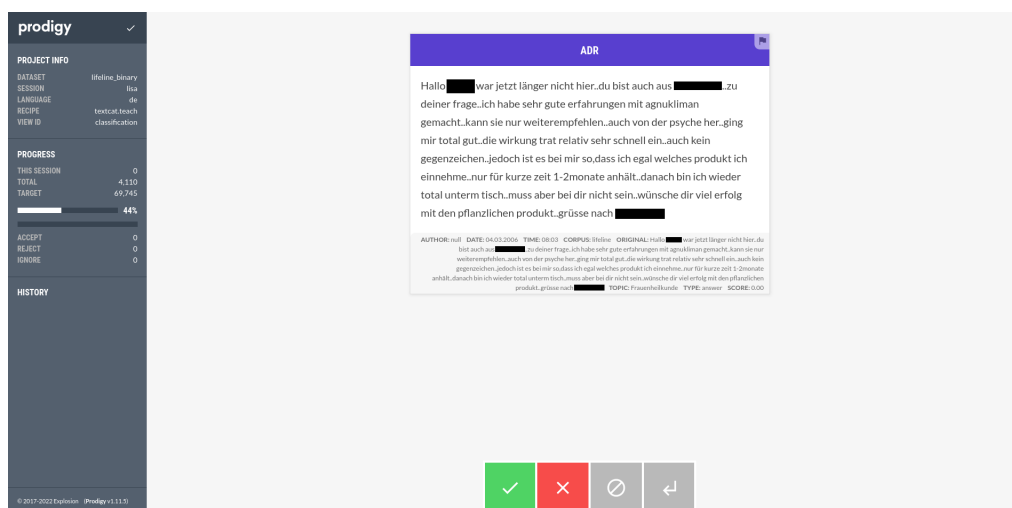 prodigy
PROJECT INFO
DATASET lifeline_binary
SESSION lisa
LANGUAGE de
RECIPE textcat.teach
VIEW ID classification
PROGRESS
THIS SESSION 0
TOTAL 4,110
TARGET 69,745
44%
ACCEPT 0
REJECT 0
IGNORE 0
HISTORY
© 2017-2022 Explosion (Prodigy v1.11.5)
ADR
Hallo war jetzt länger nicht hier..du bist auch aus ..zu
deiner frage..ich habe sehr gute erfahrungen mit agnukliman
gemacht..kann sie nur weiterempfehlen..auch von der psyche her..ging
mir total gut..die wirkung trat relativ sehr schnell ein..auch kein
gegenzeichen..jedoch ist es bei mir so,dass ich egal welches produkt ich
einnehme..nur für kurze zeit 1-2monate anhält..danach bin ich wieder
total unterm tisch..muss aber bei dir nicht sein..wünsche dir viel erfolg
mit den pflanzlichen produkt..grüsse nach
AUTHOR: null DATE: 04.03.2006 TIME: 08:03 CORPUS: lifeline ORIGINAL: Hallo war jetzt länger nicht hier..du
bist auch aus ..zu deiner frage..ich habe sehr gute erfahrungen mit agnukliman gemacht..kann sie nur
weiterempfehlen..auch von der psyche her..ging mir total gut..die wirkung trat relativ sehr schnell ein..auch kein
gegenzeichen..jedoch ist es bei mir so,dass ich egal welches produkt ich einnehme..nur für kurze zeit 1-2monate
anhält..danach bin ich wieder total unterm tisch..muss aber bei dir nicht sein..wünsche dir viel erfolg mit den pflanzlichen
produkt..grüsse nach TOPIC: Frauenheilkunde TYPE: answer SCORE: 0.00